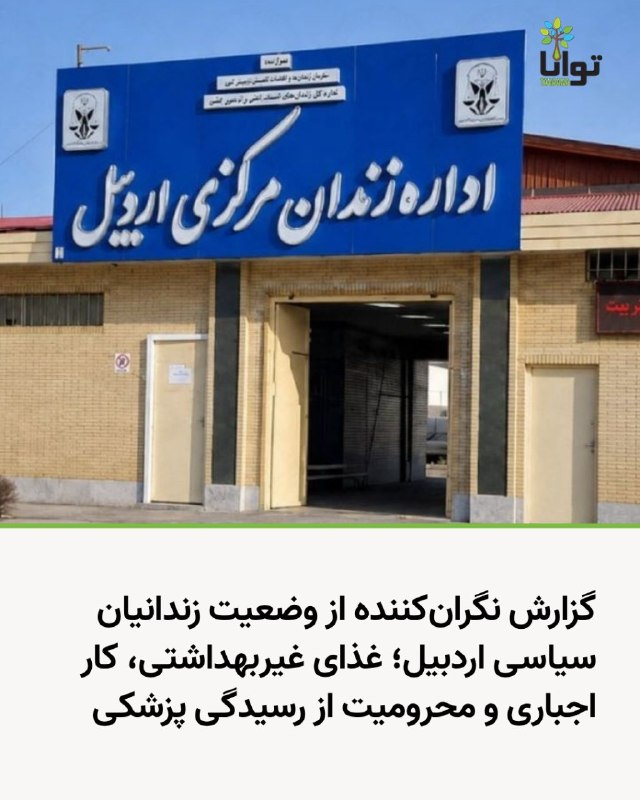 توانا
اداره زندان مرکزی اردبیل
گزارش نگران‌کننده از وضعیت زندانیان
سیاسی اردبیل؛ غذای غیربهداشتی، کار
اجباری و محرومیت از رسیدگی پزشکی